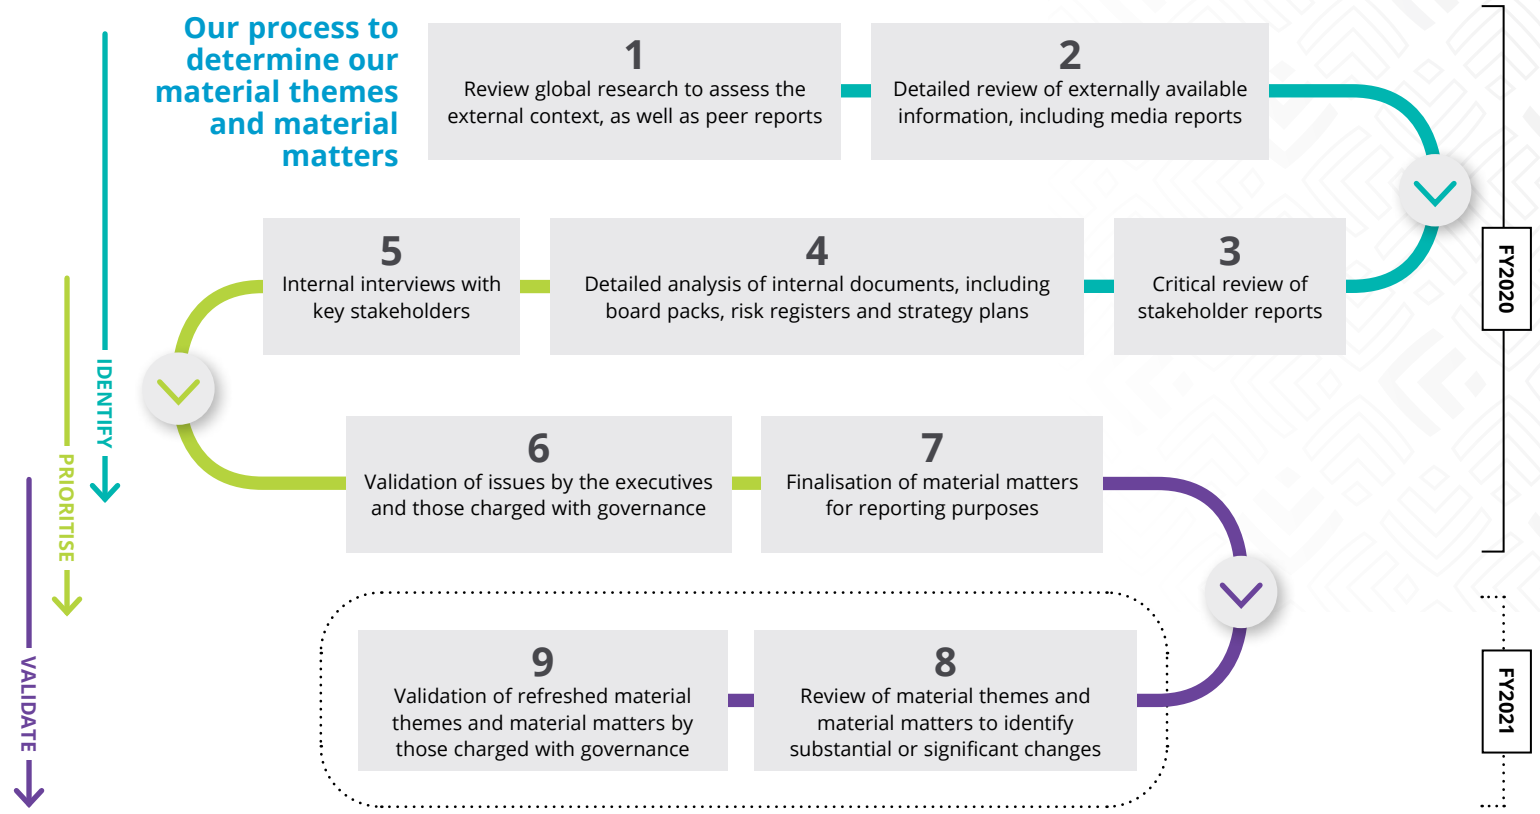 Our process to
determine our
material themes
and material
matters
1
Review global research to assess the
external context, as well as peer reports
2
Detailed review of externally available
information, including media reports
3
Critical review of
stakeholder reports
4
Detailed analysis of internal documents, including
board packs, risk registers and strategy plans
5
Internal interviews with
key stakeholders
6
Validation of issues by the executives
and those charged with governance
7
Finalisation of material matters
for reporting purposes
8
Review of material themes and
material matters to identify
substantial or significant changes
9
Validation of refreshed material
themes and material matters by
those charged with governance
IDENTIFY
PRIORITISE
VALIDATE
FY2020
FY2021